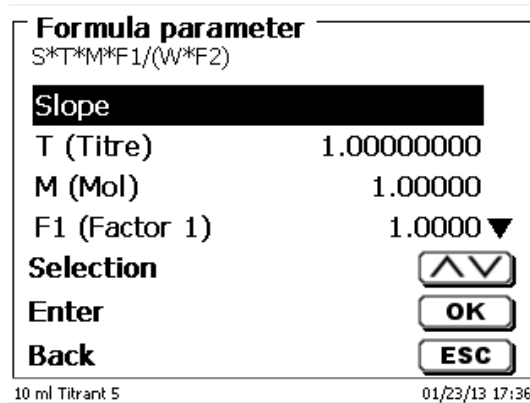 Formula parameter
S*T*M*F1/(W*F2)
Slope
T (Titre) 1.00000000
M (Mol) 1.00000
F1 (Factor 1) 1.0000
Selection
Enter OK
Back ESC
10 ml Titrant 5 01/23/13 17:36